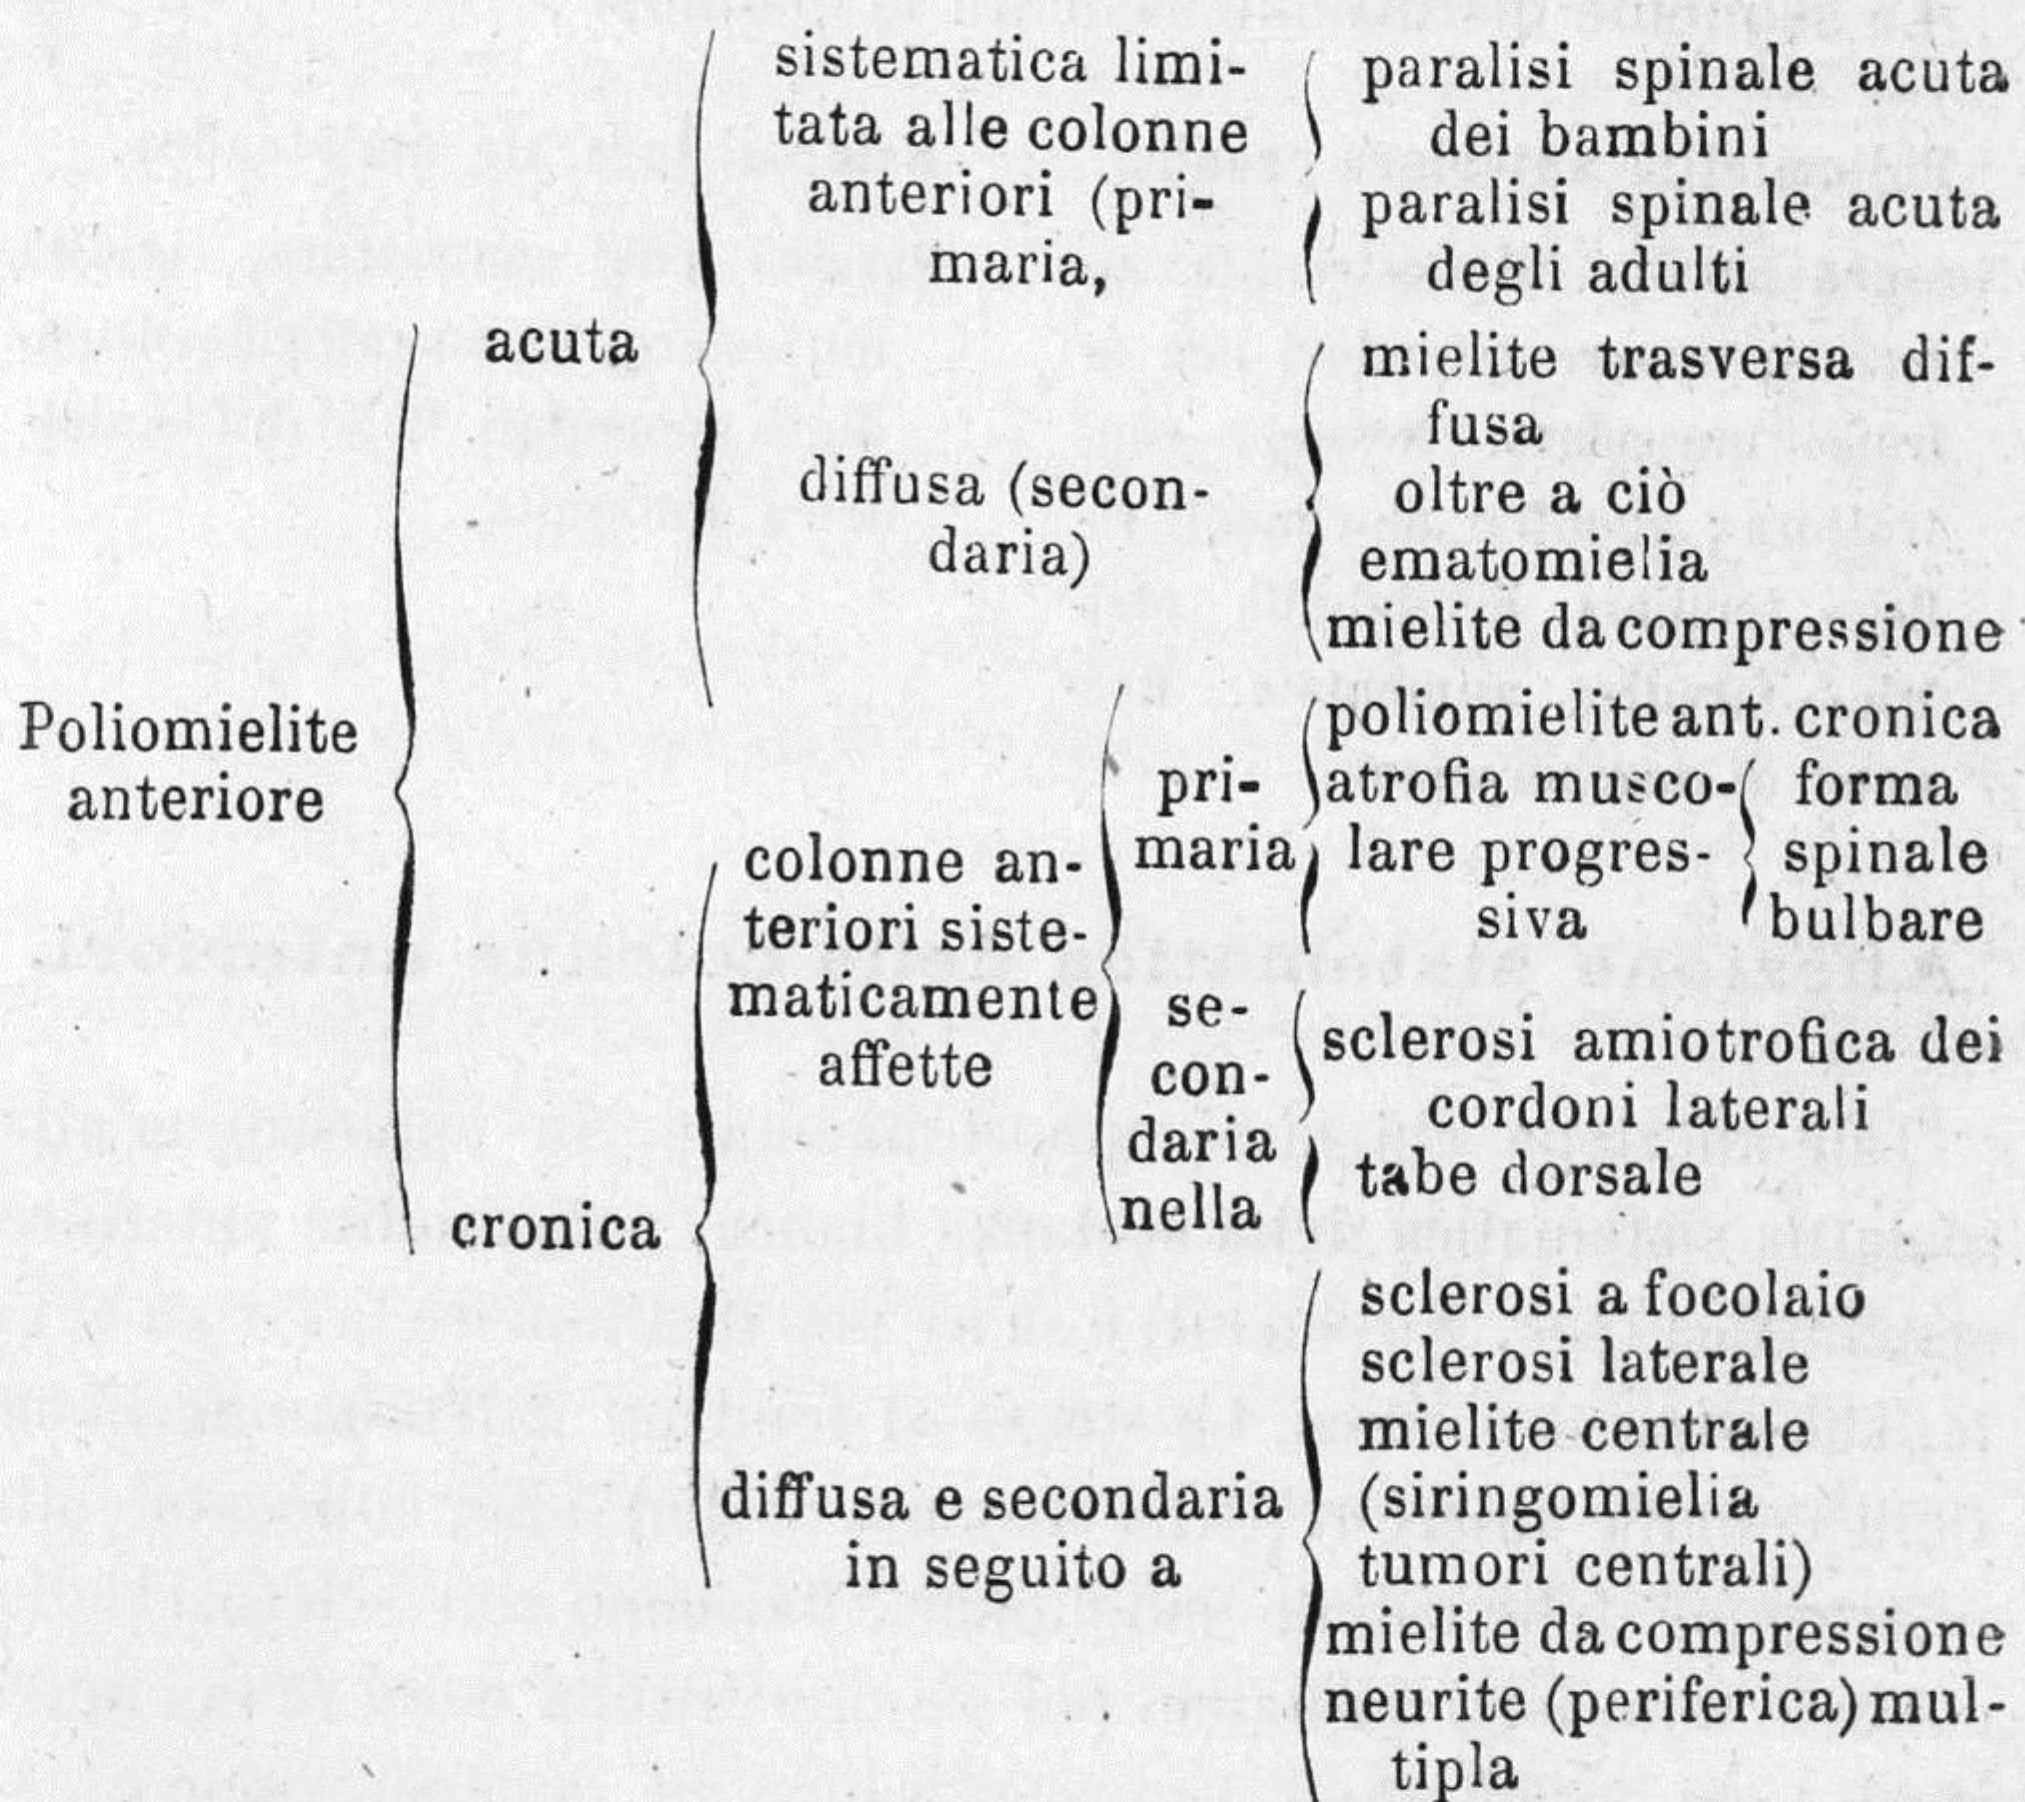 Poliomielite
anteriore
acuta
sistematica limi-
tata alle colonne
anteriori (pri-
maria,
paralisi spinale acuta
dei bambini
paralisi spinale acuta
degli adulti
diffusa (secon-
daria)
mielite trasversa dif-
fusa
oltre a ciò
ematomielia
mielite da compressione
cronica
colonne an-
teriori siste-
maticamente
affette
pri-
maria
poliomielite ant. cronica
atrofia musco-
lare progres-
siva
forma
spinale
bulbare
se-
con-
daria
nella
sclerosi amiotrofica dei
cordoni laterali
tabe dorsale
diffusa e secondaria
in seguito a
sclerosi a focolaio
sclerosi laterale
mielite centrale
(siringomielia
tumori centrali)
mielite da compressione
neurite (periferica) mul-
tipla